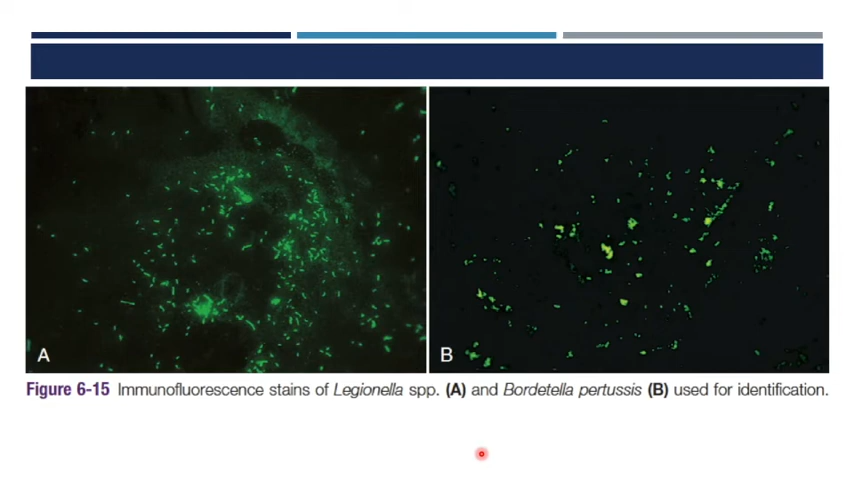 A
B
Figure 6-15 Immunofluorescence stains of Legionella spp. (A) and Bordetella pertussis (B) used for identification.